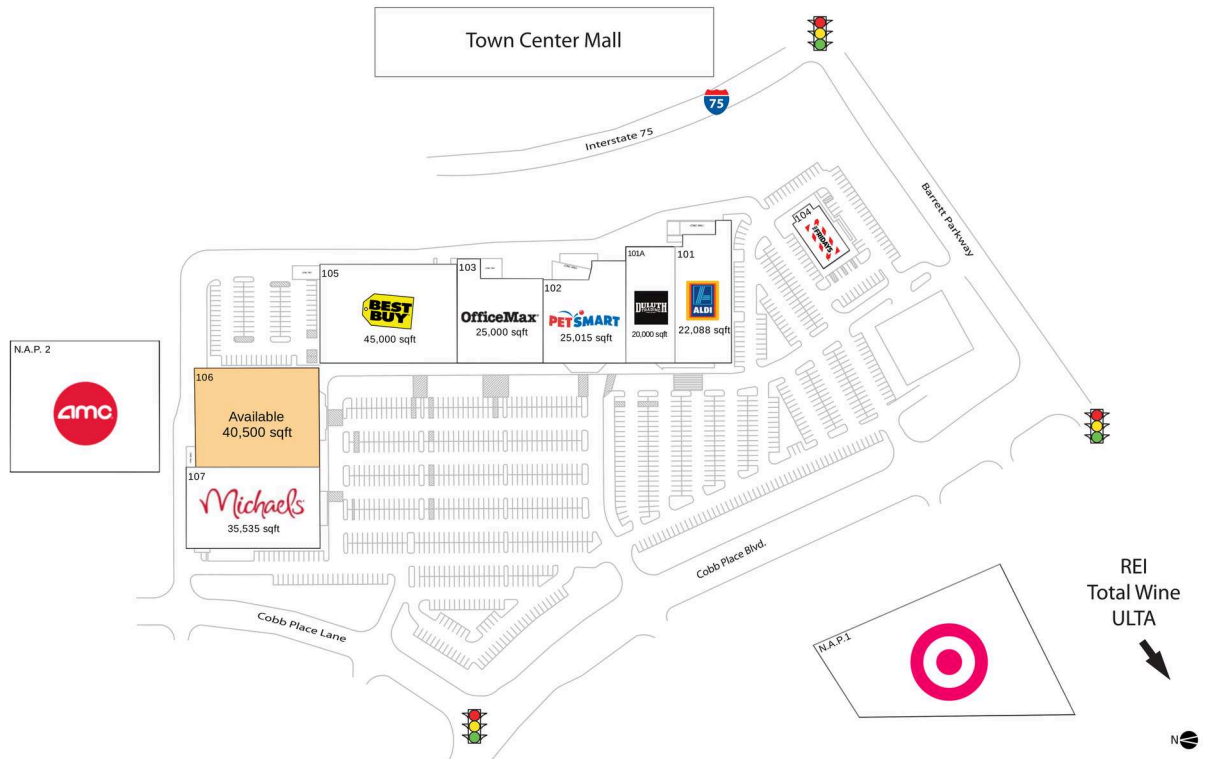 Town Center Mall
75
Interstate 75
Barrett Parkway
104
FRIDAYS
101A
101
103
105
102
BEST
BUY
45,000 sqft
OfficeMax
25,000 sqft
PETSMART
25,015 sqft
DULUTH
TRADING
20,000 sqft
A
ALDI
22,088 sqft
N.A.P. 2
amc
106
Available
40,500 sqft
107
Michaels
35,535 sqft
Cobb Place Blvd.
Cobb Place Lane
N.A.P.1
REI
Total Wine
ULTA
N